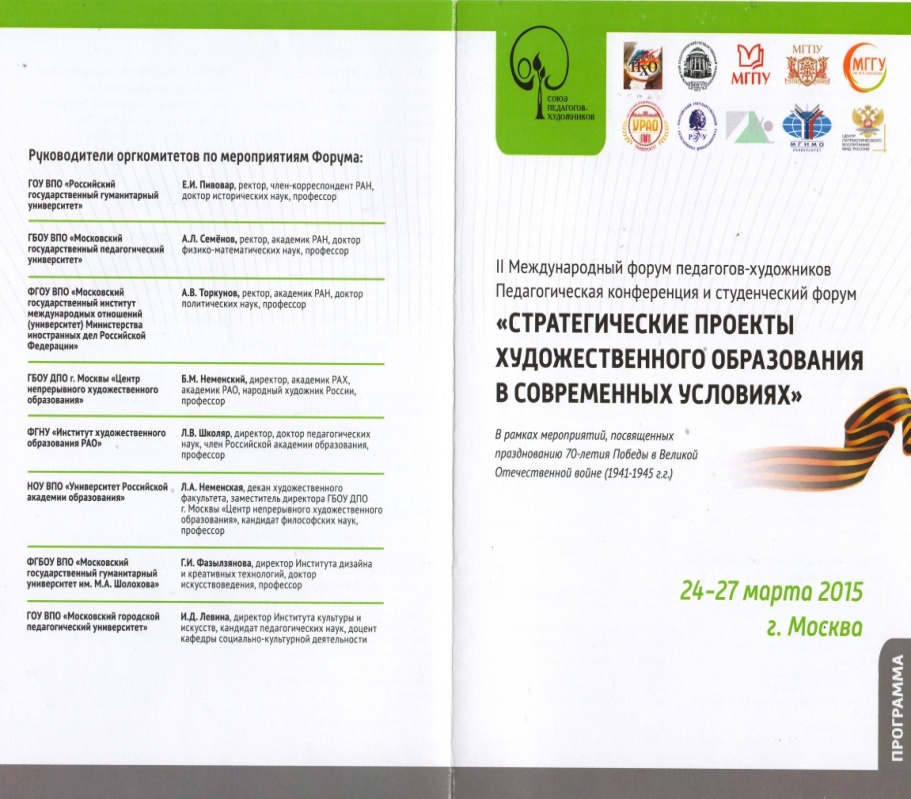 Руководители оргкомитетов по мероприятиям Форума:
ГОУ ВПО «Российский
государственный гуманитарный
университет»
Е.И. Пивовар, ректор, член-корреспондент РАН,
доктор исторических наук, профессор
ГБОУ ВПО «Московский
государственный педагогический
университет»
А.Л. Семёнов, ректор, академик РАН, доктор
физико-математических наук, профессор
ФГОУ ВПО «Московский
государственный институт
международных отношений
(университет) Министерства
иностранных дел Российской
Федерации»
А.В. Торкунов, ректор, академик РАН, доктор
политических наук, профессор
ГБОУ ДПО г. Москвы «Центр
непрерывного художественного
образования»
Б.М. Неменский, директор, академик РАХ,
академик РАО, народный художник России,
профессор
ФГНУ «Институт художественного
образования РАО»
Л.В. Школяр, директор, доктор педагогических
наук, член Российской академии образования,
профессор
НОУ ВПО «Университет Российской
академии образования»
Л.А. Неменская, декан художественного
факультета, заместитель директора ГБОУ ДПО
г. Москвы «Центр непрерывного художественного
образования», кандидат философских наук,
профессор
ФГБОУ ВПО «Московский
государственный гуманитарный
университет им. М.А. Шолохова»
Г.И. Фазылзянова, директор Института дизайна
и креативных технологий, доктор
искусствоведения, профессор
ГОУ ВПО «Московский городской
педагогический университет»
И.Д. Левина, директор Института культуры и
искусств, кандидат педагогических наук, доцент
кафедры социально-культурной деятельности
СОЮЗ
ПЕДАГОГОВ-
ХУДОЖНИКОВ
МГПУ
МГПУ
МГГУ
УРАО
МГИМО
УНИВЕРСИТЕТ
ЦЕНТР
ПАТРИОТИЧЕСКОГО
ВОСПИТАНИЯ
II Международный форум педагогов-художников
Педагогическая конференция и студенческий форум
«СТРАТЕГИЧЕСКИЕ ПРОЕКТЫ
ХУДОЖЕСТВЕННОГО ОБРАЗОВАНИЯ
В СОВРЕМЕННЫХ УСЛОВИЯХ»
В рамках мероприятий, посвященных
празднованию 70-летия Победы в Великой
Отечественной войне (1941-1945 г.г.)
24-27 марта 2015
г. Москва
ПРОГРАММА